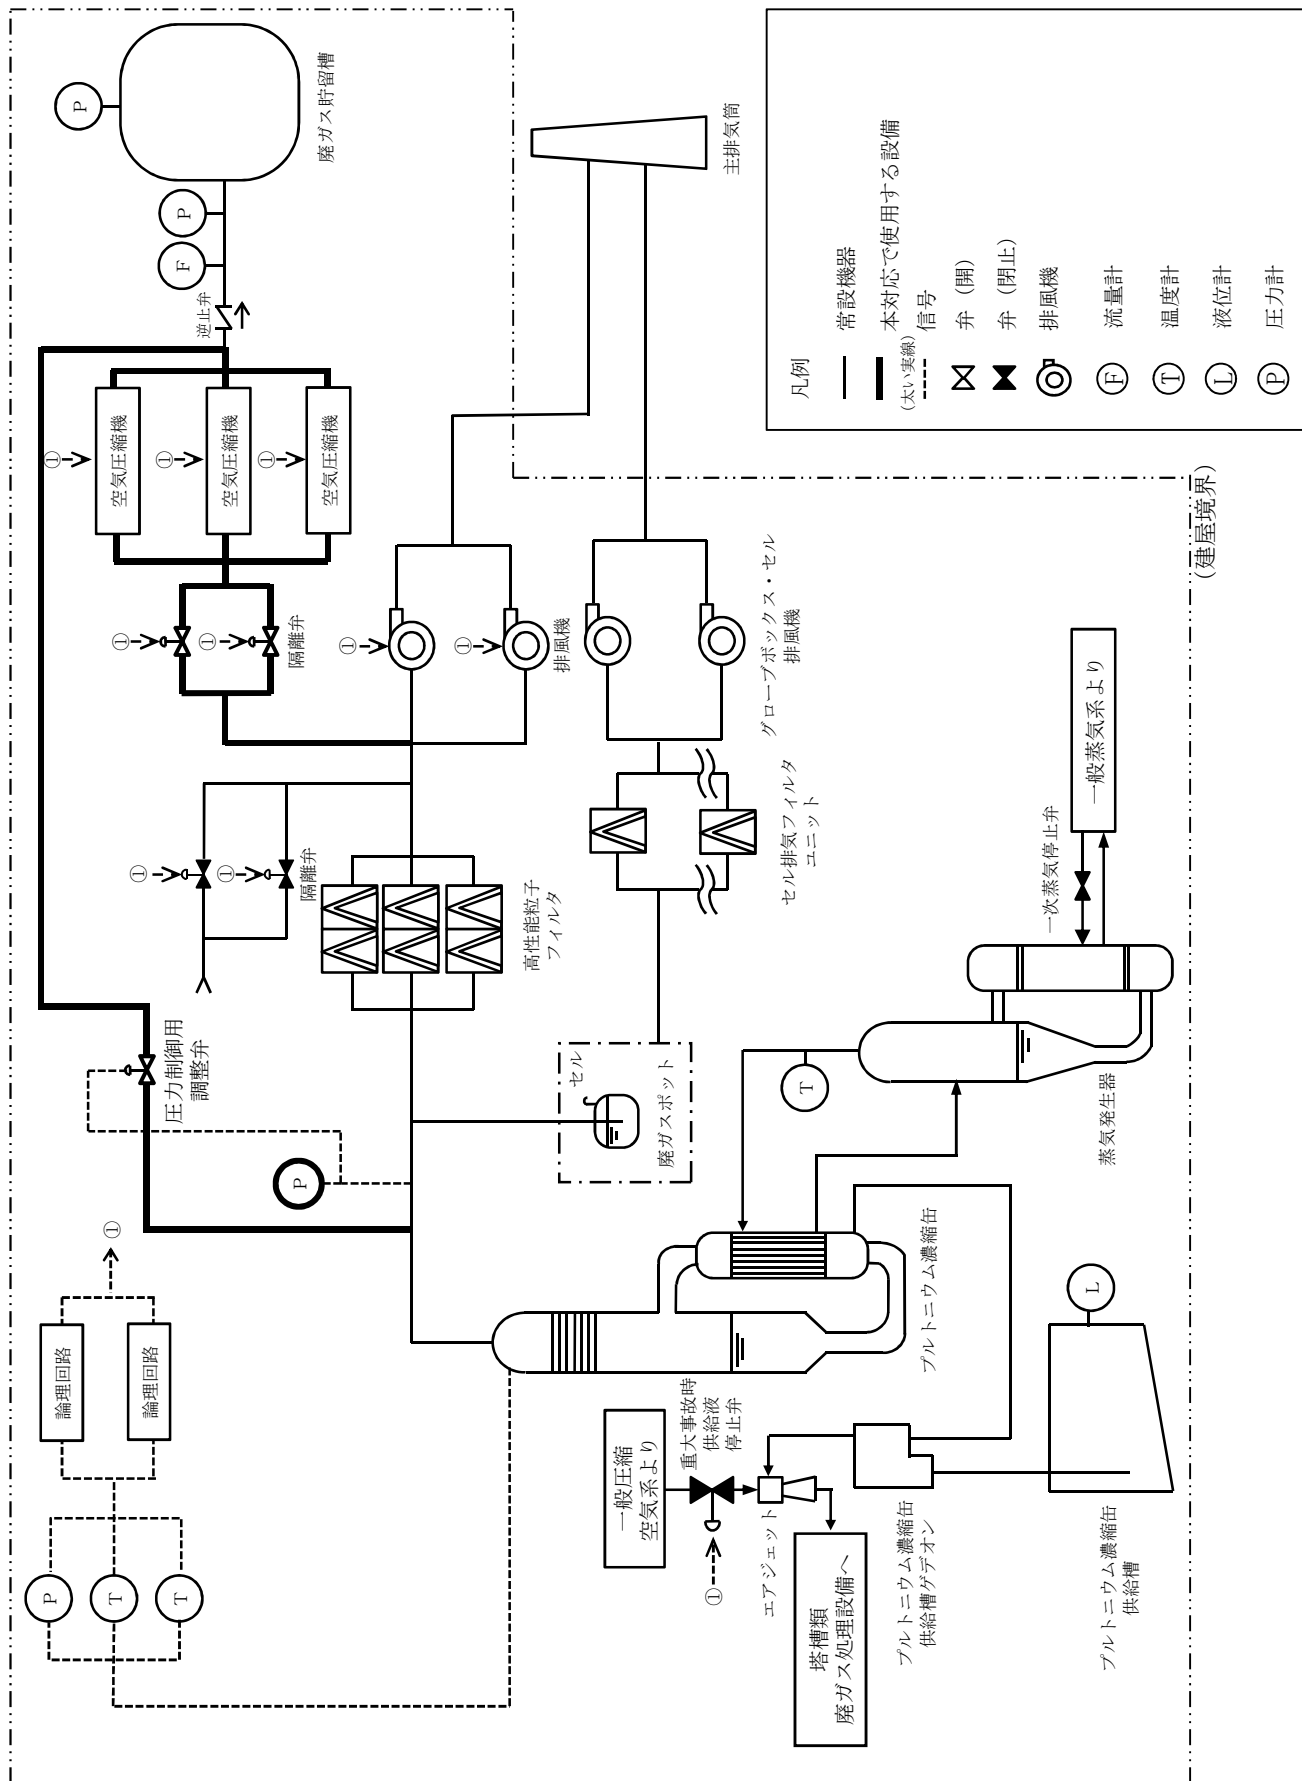 P
廃ガス貯留槽
P
F
逆止弁
①
空気圧縮機
①
空気圧縮機
①
空気圧縮機
①
①
隔離弁
①
①
排風機
主排気筒
グローブボックス・セル
排風機
①
①
隔離弁
高性能粒子
フィルタ
セル排気フィルタ
ユニット
圧力制御用
調整弁
P
セル
廃ガスポット
①
論理回路
論理回路
P
T
T
T
蒸気発生器
一次蒸気停止弁
一般蒸気系より
プルトニウム濃縮缶
一般圧縮
空気系より
重大事故時
供給液
停止弁
①
エアジェット
塔槽類
廃ガス処理設備へ
プルトニウム濃縮缶
供給槽ゲデオン
L
プルトニウム濃縮缶
供給槽
(建屋境界)
凡例
常設機器
本対応で使用する設備
(太い実線)
信号
弁（開）
弁（閉止）
排風機
F 流量計
T 温度計
L 液位計
P 圧力計